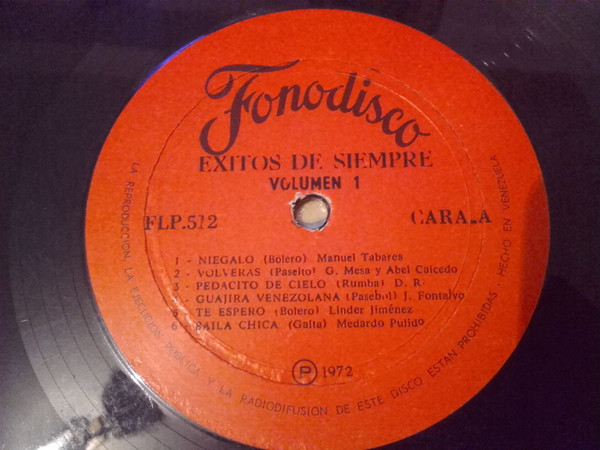 Fonodisco
EXITOS DE SIEMPRE
VOLUMEN 1
FLP.512 CARA.A
1 - NIEGALO (Bolero) Manuel Tabares
2 - VOLVERAS (Paseito) G. Mesa y Abel Caicedo
3 - PEDACITO DE CIELO (Rumba) D. R.
4 - GUAJIRA VENEZOLANA (Pasebol) J. Fontalvo
5 - TE ESPERO (Bolero) Linder Jiménez
6 - BAILA CHICA (Gaita) Medardo Pulido
P 1972
LA REPRODUCCION, LA EJECUCION PUBLICA Y LA RADIODIFUSION DE ESTE DISCO ESTAN PROHIBIDAS HECHO EN VENEZUELA